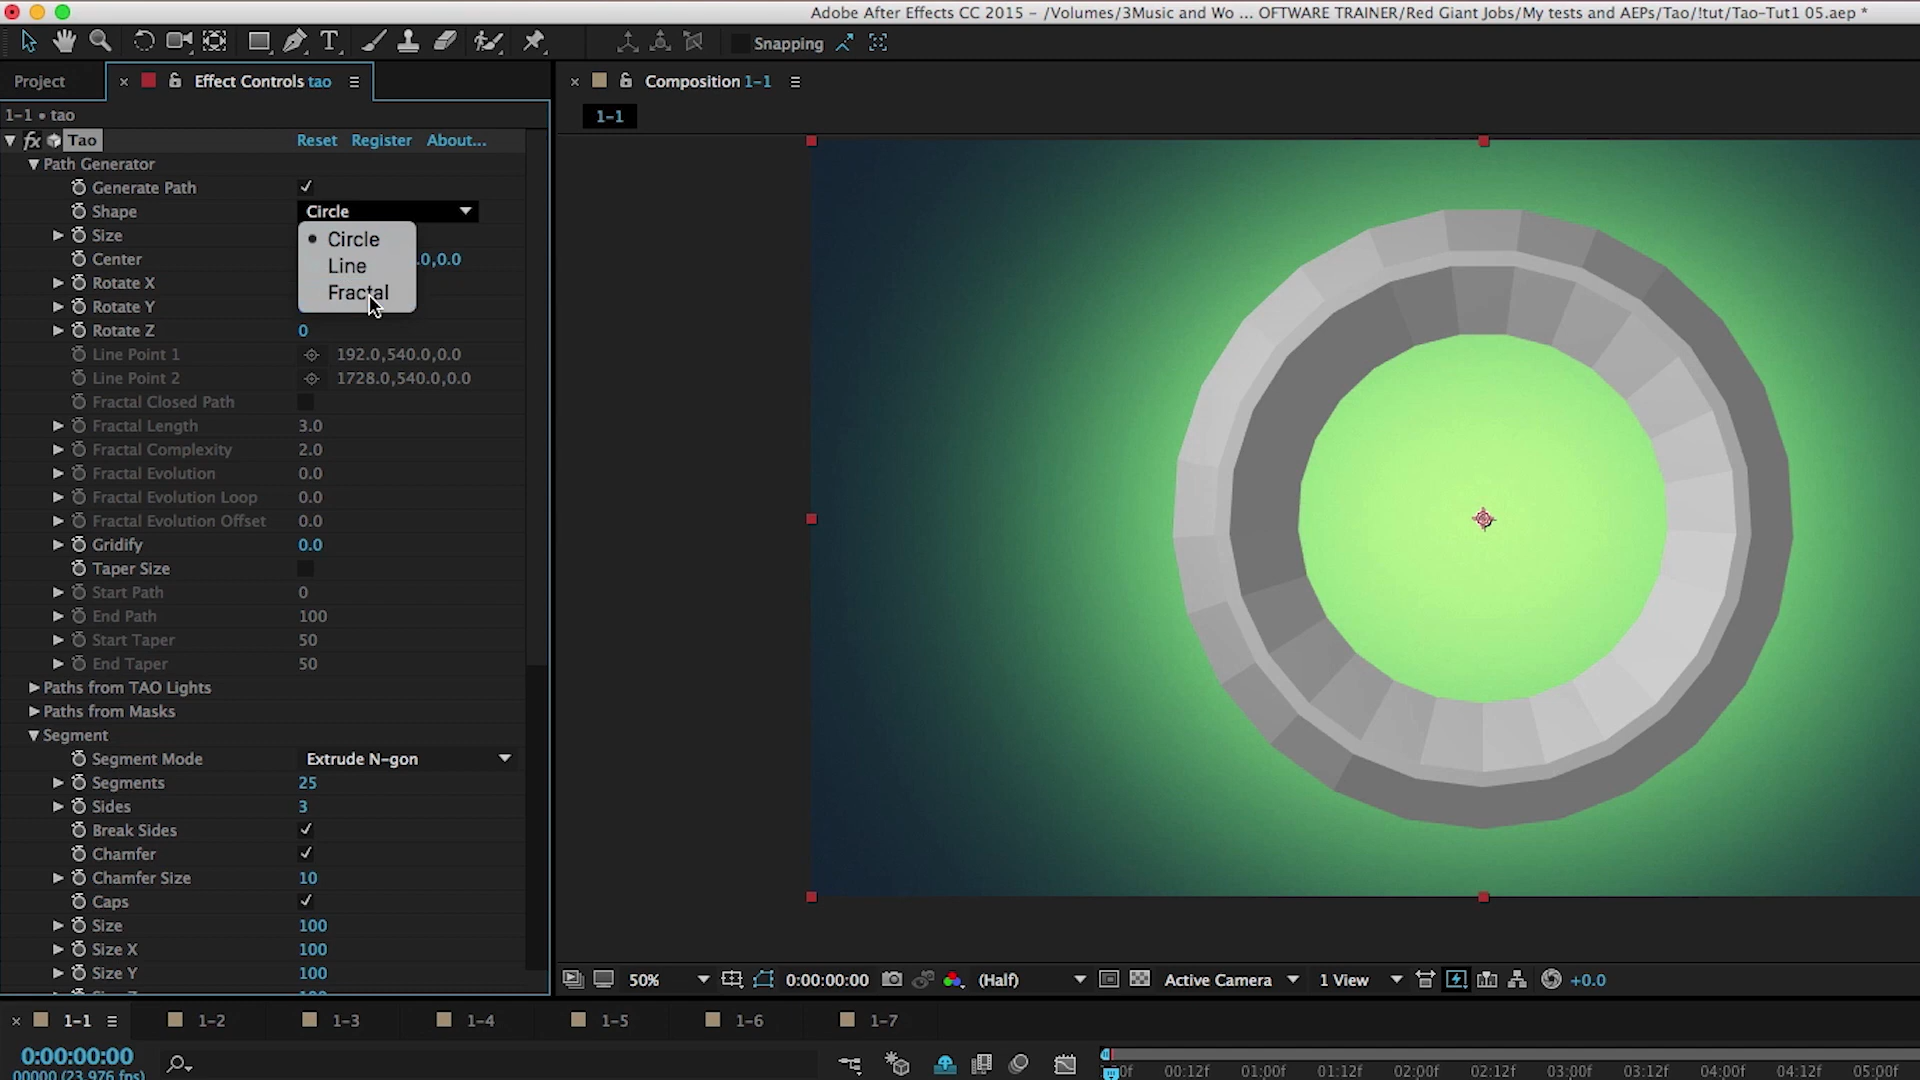 Adobe After Effects CC 2015 - /Volumes/3Music and Wo ... OFTWARE TRAINER/Red Giant Jobs/My tests and AEPs/Tao/!tut/Tao-Tut1 05.aep *
T
Snapping
Project
× Effect Controls tao
× Composition 1-1
1-1 • tao
1-1
fx Tao Reset Register About...
Path Generator
Generate Path ✓
Shape Circle
Size
Circle
Center .0,0.0
Line
Rotate X
Fractal
Rotate Y
Rotate Z 0
Line Point 1 192.0,540.0,0.0
Line Point 2 1728.0,540.0,0.0
Fractal Closed Path
Fractal Length 3.0
Fractal Complexity 2.0
Fractal Evolution 0.0
Fractal Evolution Loop 0.0
Fractal Evolution Offset 0.0
Gridify 0.0
Taper Size
Start Path 0
End Path 100
Start Taper 50
End Taper 50
Paths from TAO Lights
Paths from Masks
Segment
Segment Mode Extrude N-gon
Segments 25
Sides 3
Break Sides ✓
Chamfer ✓
Chamfer Size 10
Caps ✓
Size 100
Size X 100
Size Y 100
50% 0:00:00:00 (Half) Active Camera 1 View +0.0
× 1-1 1-2 1-3 1-4 1-5 1-6 1-7
0:00:00:00
00000 (23.976 fps)
0f 00:12f 01:00f 01:12f 02:00f 02:12f 03:00f 03:12f 04:00f 04:12f 05:00f